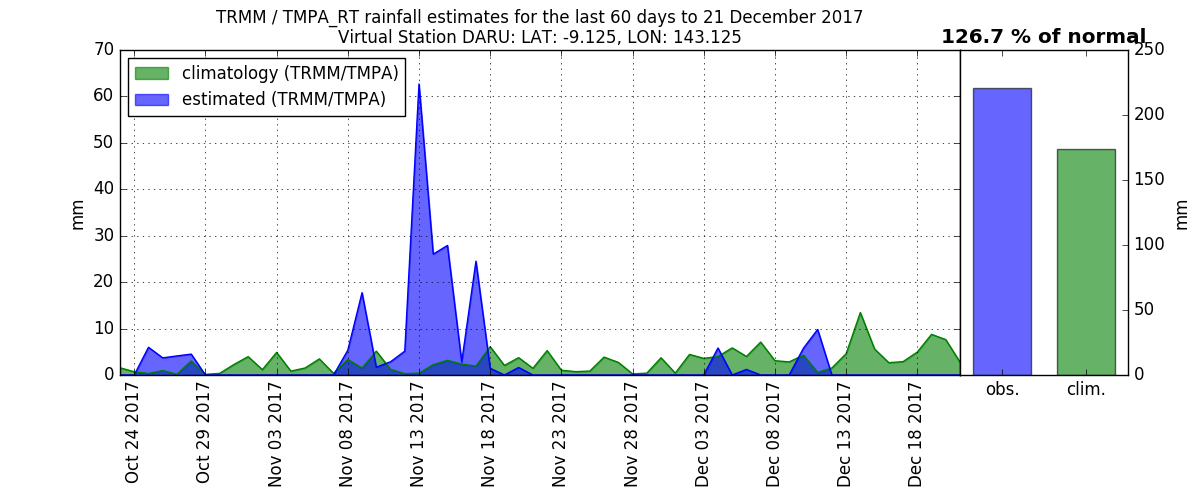 TRMM / TMPA_RT rainfall estimates for the last 60 days to 21 December 2017
Virtual Station DARU: LAT: -9.125, LON: 143.125
126.7 % of normal
climatology (TRMM/TMPA)
estimated (TRMM/TMPA)
70
60
50
40
30
20
10
0
mm
Oct 24 2017
Oct 29 2017
Nov 03 2017
Nov 08 2017
Nov 13 2017
Nov 18 2017
Nov 23 2017
Nov 28 2017
Dec 03 2017
Dec 08 2017
Dec 13 2017
Dec 18 2017
250
200
150
100
50
0
mm
obs.
clim.